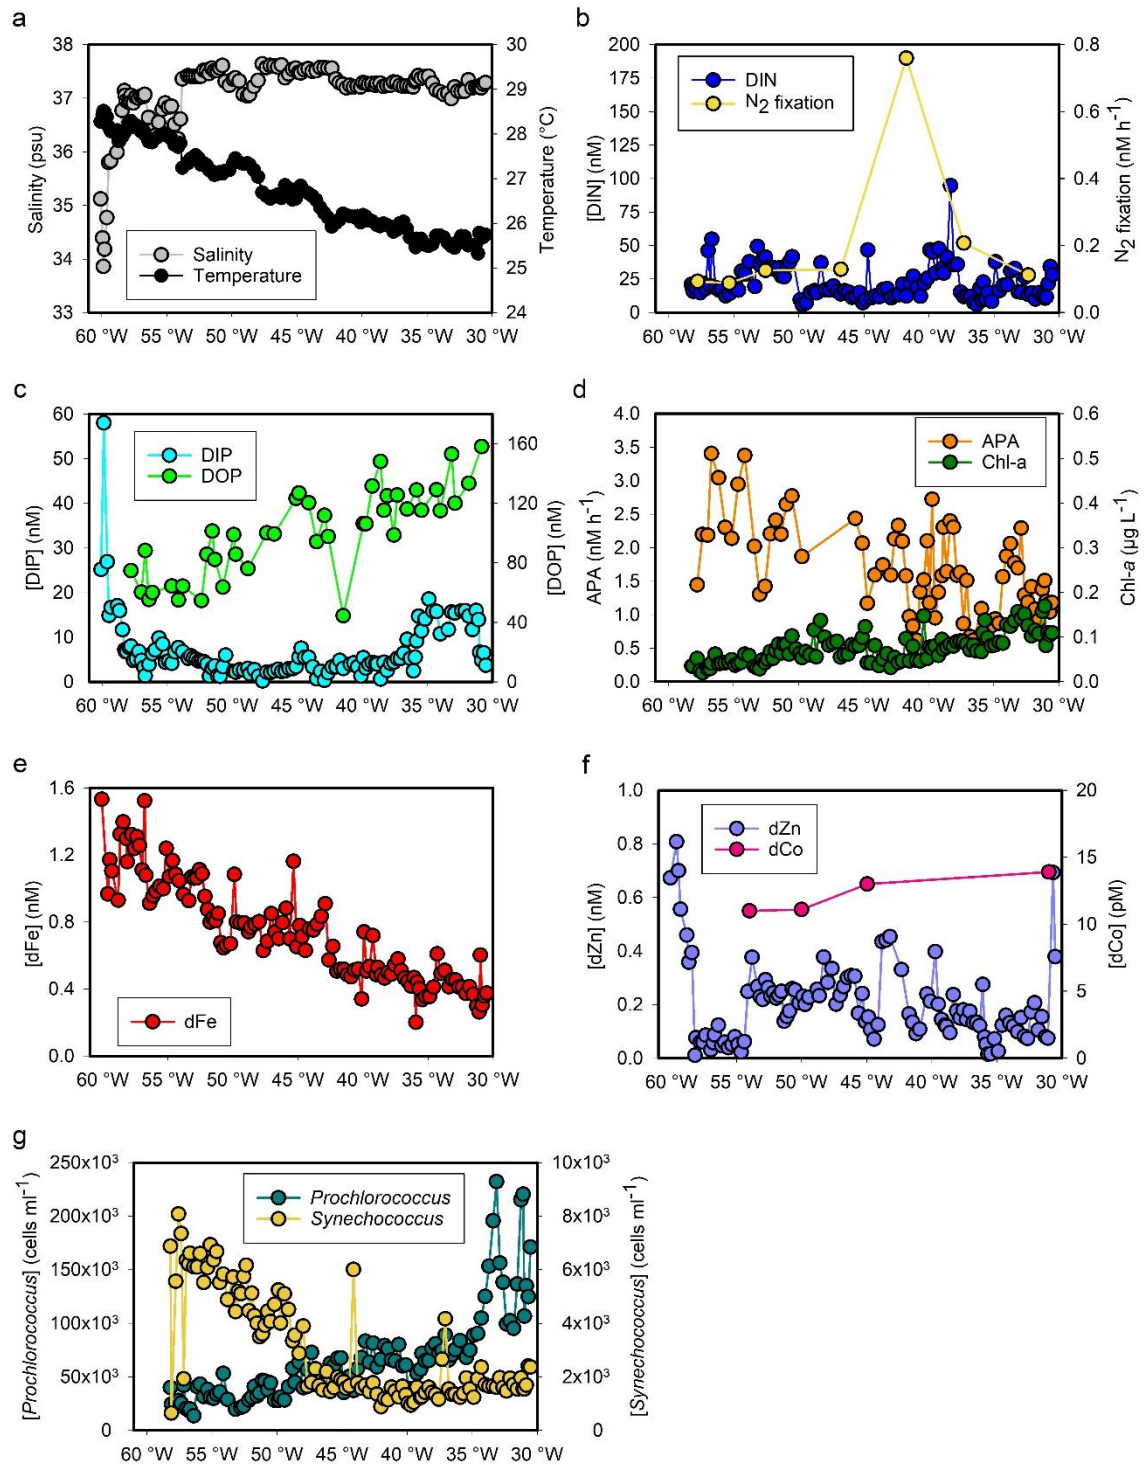 a
38
37
36
35
34
33
Salinity (psu)
Salinity
Temperature
30
29
28
27
26
25
24
Temperature (°C)
60 °W 55 °W 50 °W 45 °W 40 °W 35 °W 30 °W
b
200
175
150
125
100
75
50
25
0
[DIN] (nM)
DIN
N₂ fixation
0.8
0.6
0.4
0.2
0.0
N₂ fixation (nM h⁻¹)
60 °W 55 °W 50 °W 45 °W 40 °W 35 °W 30 °W
c
60
50
40
30
20
10
0
[DIP] (nM)
DIP
DOP
160
120
80
40
0
[DOP] (nM)
60 °W 55 °W 50 °W 45 °W 40 °W 35 °W 30 °W
d
4.0
3.5
3.0
2.5
2.0
1.5
1.0
0.5
0.0
APA (nM h⁻¹)
APA
Chl-a
0.6
0.5
0.4
0.3
0.2
0.1
0.0
Chl-a (µg L⁻¹)
60 °W 55 °W 50 °W 45 °W 40 °W 35 °W 30 °W
e
1.6
1.2
0.8
0.4
0.0
[dFe] (nM)
dFe
60 °W 55 °W 50 °W 45 °W 40 °W 35 °W 30 °W
f
1.0
0.8
0.6
0.4
0.2
0.0
[dZn] (nM)
dZn
dCo
20
15
10
5
0
[dCo] (pM)
60 °W 55 °W 50 °W 45 °W 40 °W 35 °W 30 °W
g
250x10³
200x10³
150x10³
100x10³
50x10³
0
[Prochlorococcus] (cells ml⁻¹)
Prochlorococcus
Synechococcus
10x10³
8x10³
6x10³
4x10³
2x10³
0
[Synechococcus] (cells ml⁻¹)
60 °W 55 °W 50 °W 45 °W 40 °W 35 °W 30 °W